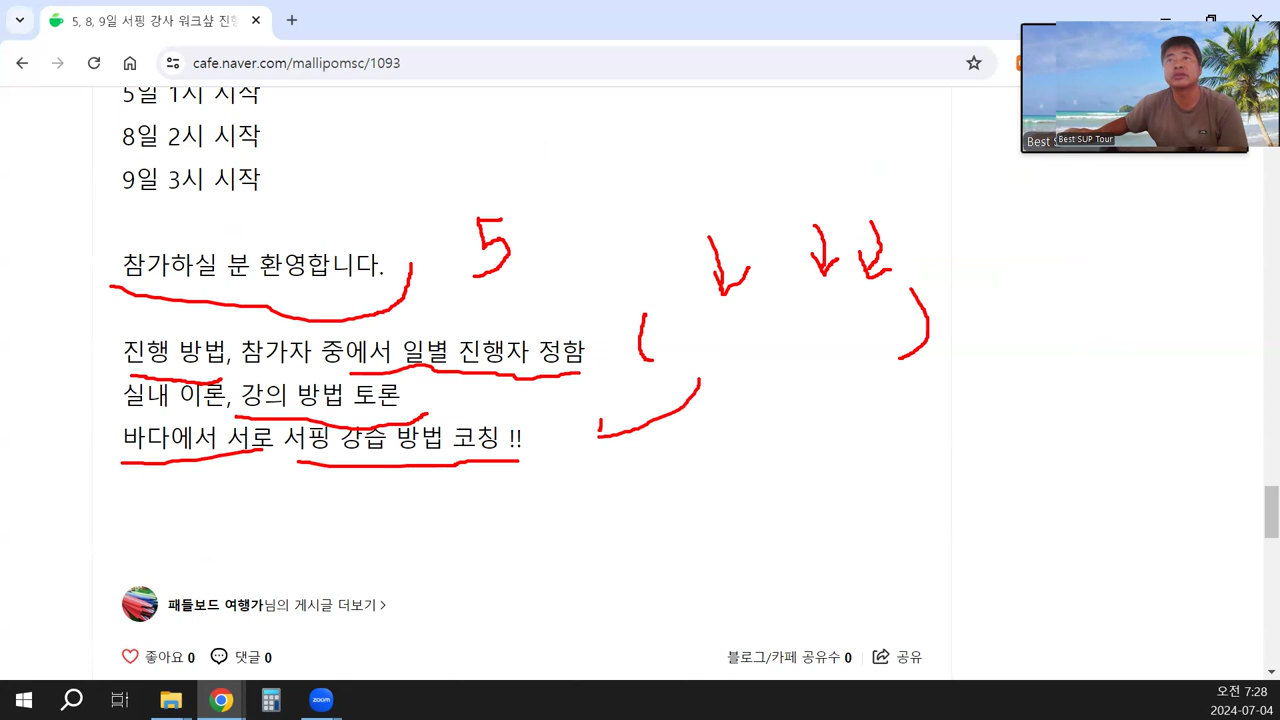 5, 8, 9일 서핑 강사 워크샾 진행
cafe.naver.com/mallipomsc/1093
5일 1시 시작
8일 2시 시작
9일 3시 시작
참가하실 분 환영합니다.
5
진행 방법, 참가자 중에서 일별 진행자 정함
실내 이론, 강의 방법 토론
바다에서 서로 서핑 강습 방법 코칭 !!
패들보드 여행가님의 게시글 더보기 >
좋아요 0 댓글 0
블로그/카페 공유수 0 공유
Best SUP Tour
Best
zoom
오전 7:28
2024-07-04